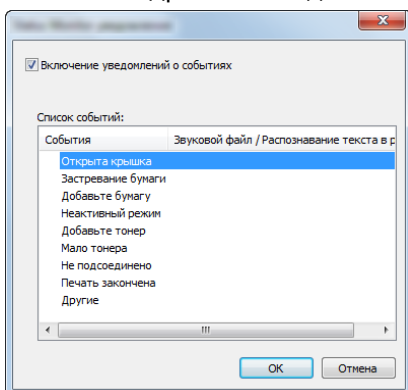 Включение уведомлений о событиях
Список событий:
События Звуковой файл / Распознавание текста в р
Открыта крышка
Застревание бумаги
Добавьте бумагу
Неактивный режим
Добавьте тонер
Мало тонера
Не подсоединено
Печать закончена
Другие
OK Отмена